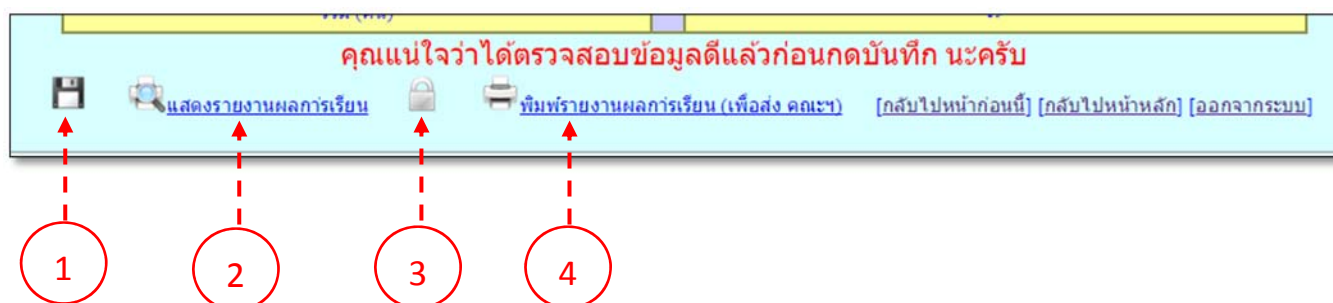 คุณแน่ใจว่าได้ตรวจสอบข้อมูลดีแล้วก่อนกดบันทึก นะครับ
แสดงรายงานผลการเรียน พิมพ์รายงานผลการเรียน (เพื่อส่ง คณะฯ) [กลับไปหน้าก่อนนี้] [กลับไปหน้าหลัก] [ออกจากระบบ]
1 2 3 4